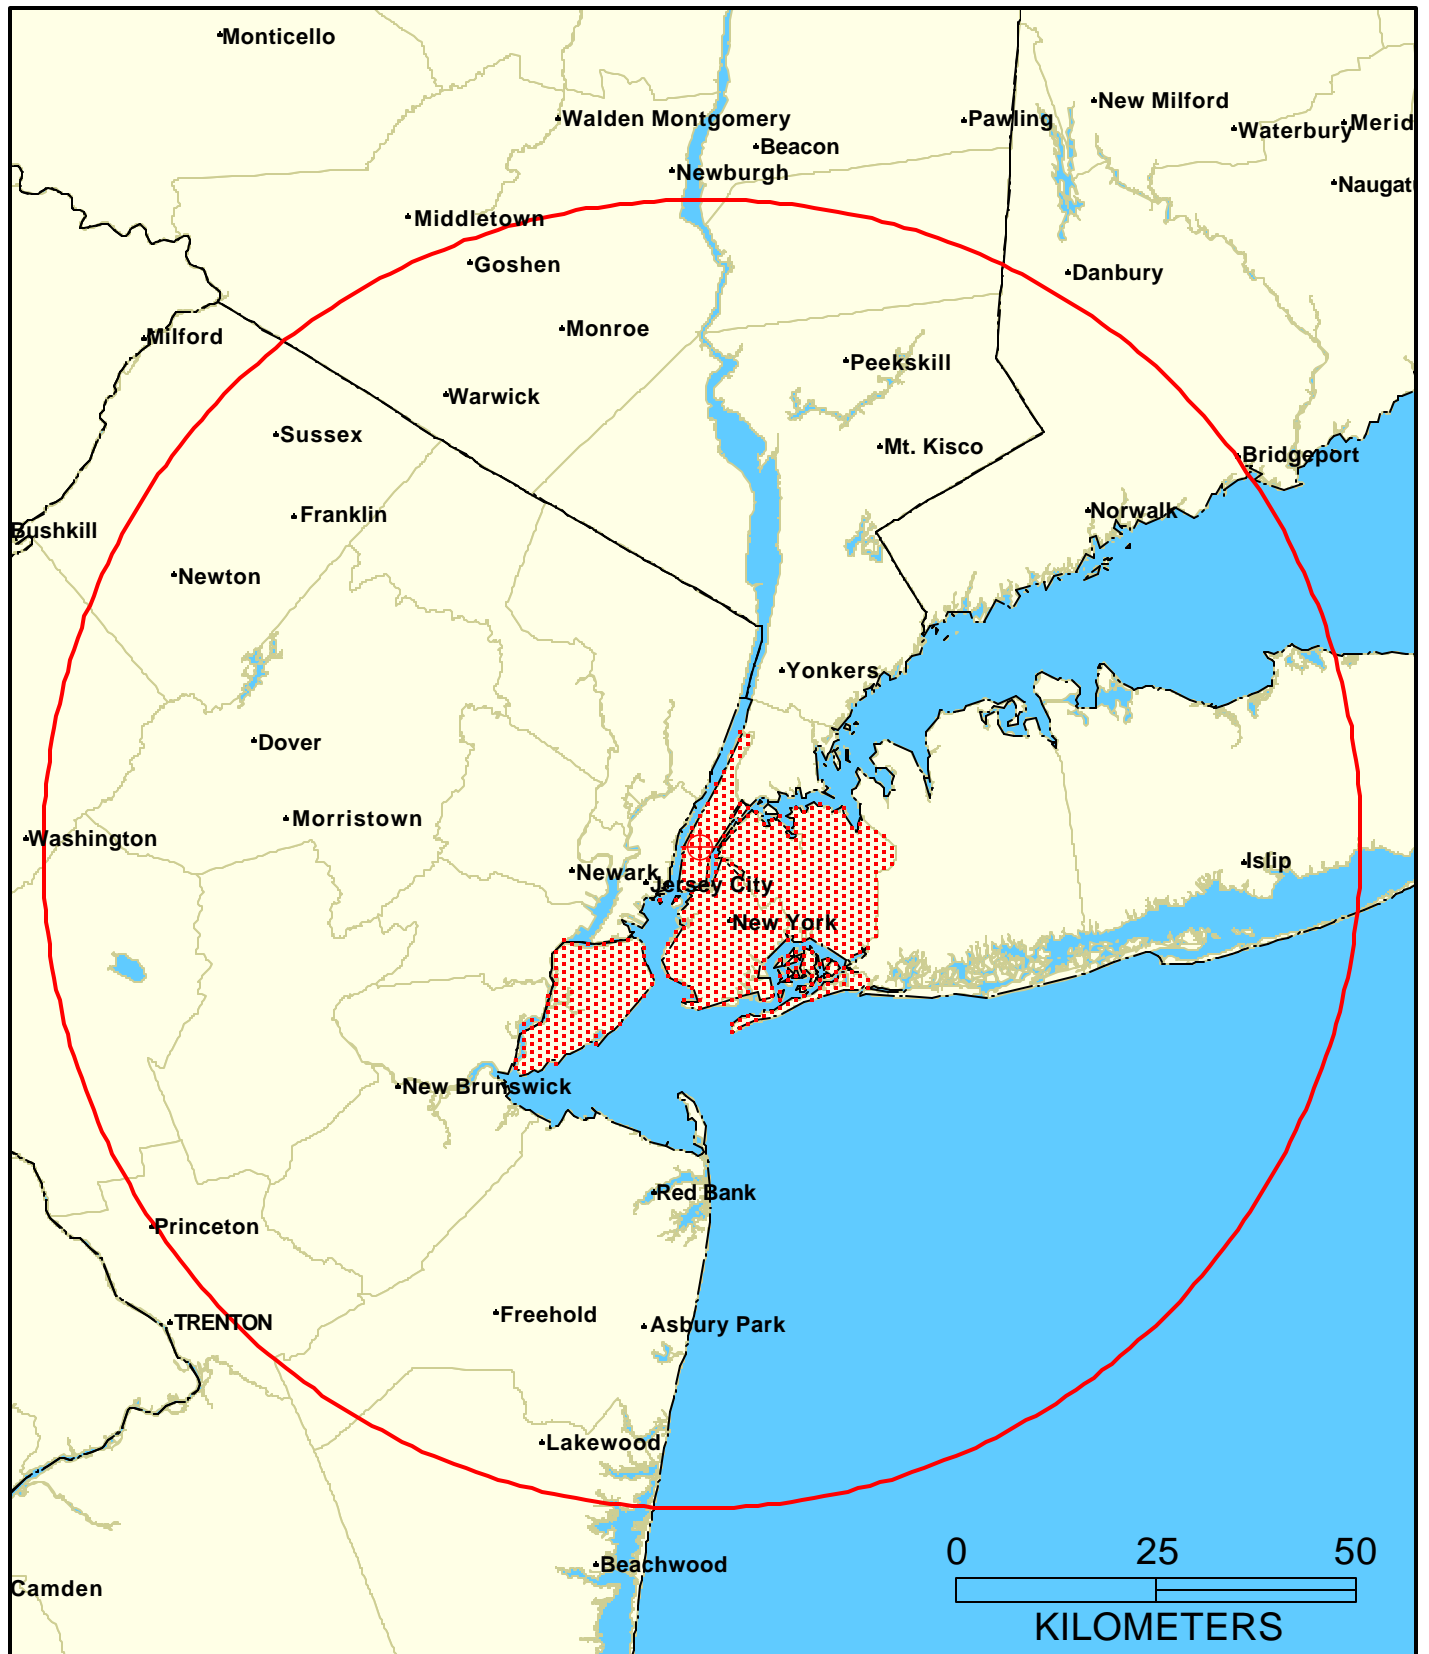 Monticello
New Milford
Walden Montgomery
Pawling
Waterbury
Merid
Beacon
Newburgh
Naugatu
Middletown
Goshen
Danbury
Monroe
Milford
Peekskill
Warwick
Sussex
Mt. Kisco
Bridgeport
Franklin
Norwalk
Bushkill
Newton
Yonkers
Dover
Morristown
Washington
Islip
Newark
Jersey City
New York
New Brunswick
Red Bank
Princeton
Freehold
TRENTON
Asbury Park
Lakewood
Beachwood
Camden
0 25 50
KILOMETERS